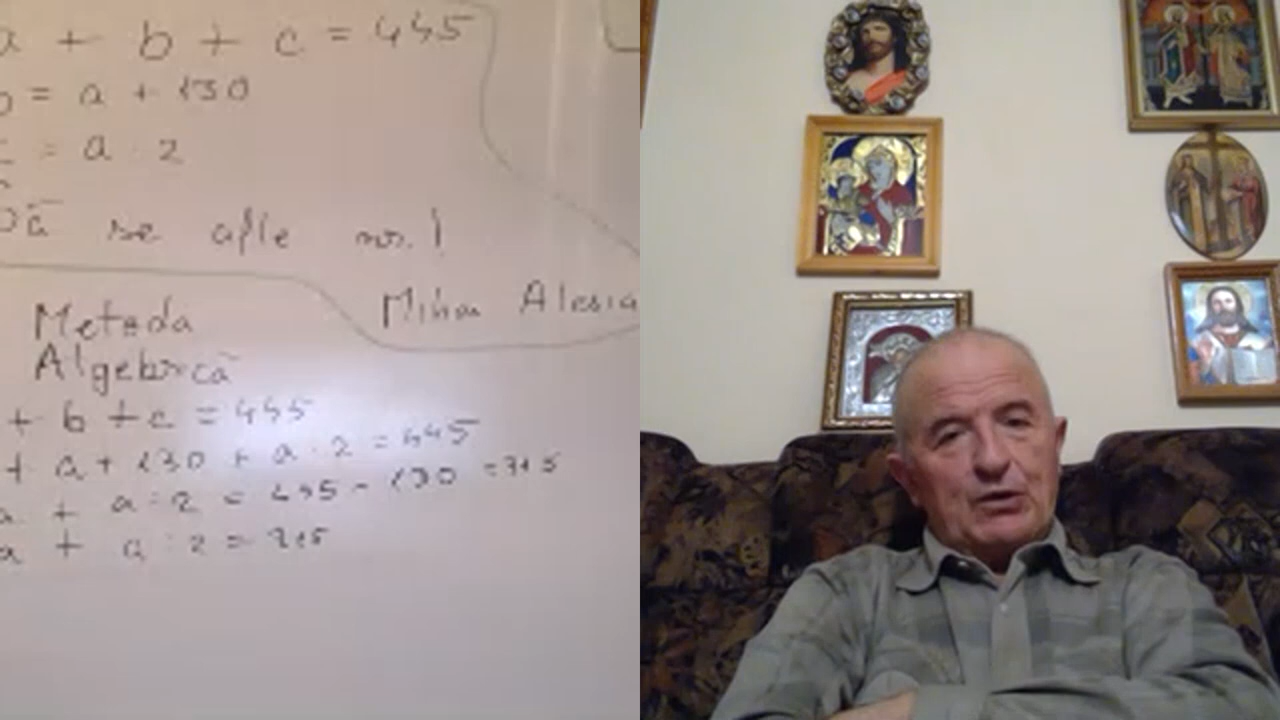 a + b + c = 445
b = a + 130
c = a : 2
să se afle nr. !
Mihai Alesia
Metoda
Algebrică
+ b + c = 445
+ a + 130 + a : 2 = 445
a + a : 2 = 445 - 130 = 315
a + a : 2 = 315